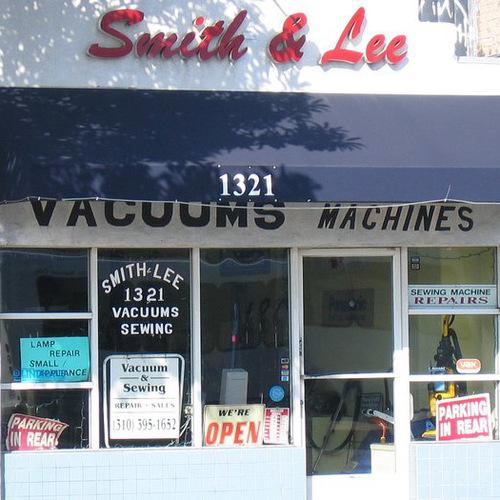 Smith & Lee
1321
VACUUMS MACHINES
SMITH & LEE
1321
VACUUMS
SEWING
SEWING MACHINE
REPAIRS
LAMP
REPAIR
SMALL /
APPLIANCE
Vacuum
&
Sewing
REPAIR - SALES
(310) 395-1652
WE'RE
OPEN
PARKING
IN REAR
PARKING
IN REAR